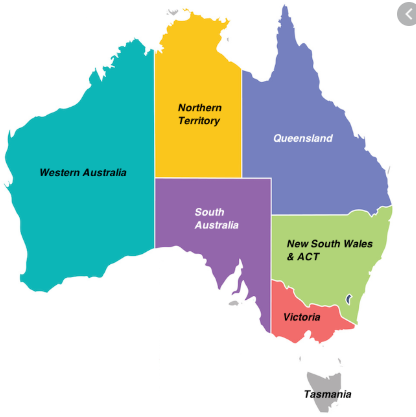 Northern
Territory
Queensland
Western Australia
South
Australia
New South Wales
& ACT
Victoria
Tasmania